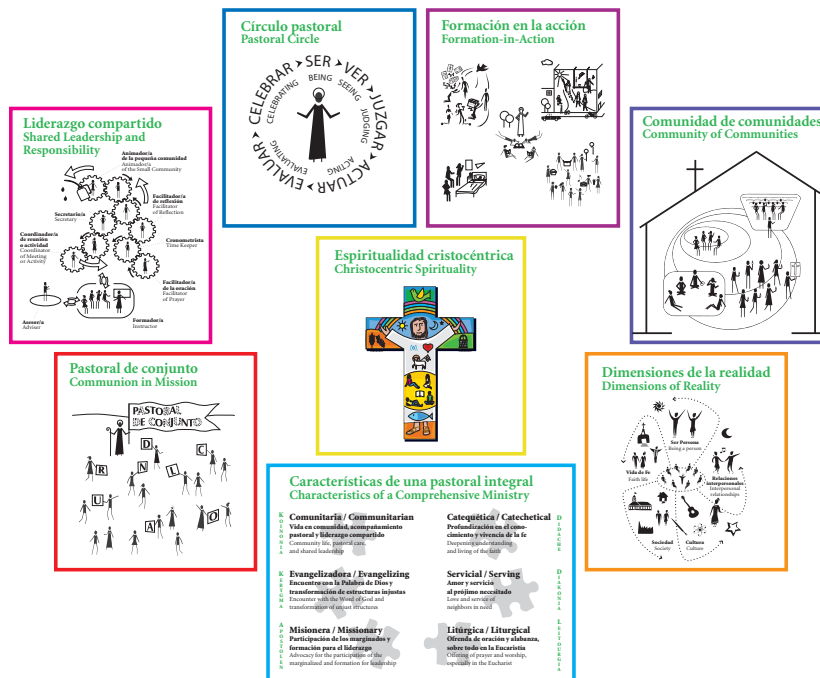 Círculo pastoral
Pastoral Circle
CELEBRAR ➤ SER ➤ VER ➤ JUZGAR ➤ ACTUAR ➤ EVALUAR ➤
CELEBRATING BEING SEEING JUDGING ACTING EVALUATING
Formación en la acción
Formation-in-Action
Liderazgo compartido
Shared Leadership and
Responsibility
Animador/a
de la pequeña comunidad
Animador/a
of the Small Community
Facilitador/a
de reflexión
Facilitator
of Reflection
Secretario/a
Secretary
Coordinador/a
de reunión
o actividad
Coordinator
of Meeting
or Activity
Cronometrista
Time Keeper
Facilitador/a
de la oración
Facilitator
of Prayer
Asesor/a
Adviser
Formador/a
Instructor
Comunidad de comunidades
Community of Communities
Espiritualidad cristocéntrica
Christocentric Spirituality
Pastoral de conjunto
Communion in Mission
PASTORAL
DE CONJUNTO
D C
R N I C
U A O
Dimensiones de la realidad
Dimensions of Reality
Ser Persona
Being a person
Vida de Fe
Faith life
Relaciones
interpersonales
Interpersonal
relationships
Sociedad
Society
Cultura
Culture
Características de una pastoral integral
Characteristics of a Comprehensive Ministry
KOINONIA
Comunitaria / Communitarian
Vida en comunidad, acompañamiento
pastoral y liderazgo compartido
Community life, pastoral care,
and shared leadership
Catequética / Catechetical
Profundización en el cono-
cimiento y vivencia de la fe
Deepening understanding
and living of the faith
DIDACHE
KERYGMA
Evangelizadora / Evangelizing
Encuentro con la Palabra de Dios y
transformación de estructuras injustas
Encounter with the Word of God and
transformation of unjust structures
Servicial / Serving
Amor y servicio
al prójimo necesitado
Love and service of
neighbors in need
DIAKONIA
APOSTOLEIN
Misionera / Missionary
Participación de los marginados y
formación para el liderazgo
Advocacy for the participation of the
marginalized and formation for leadership
Litúrgica / Liturgical
Ofrenda de oración y alabanza,
sobre todo en la Eucaristía
Offering of prayer and worship,
especially in the Eucharist
LEITOURGIA